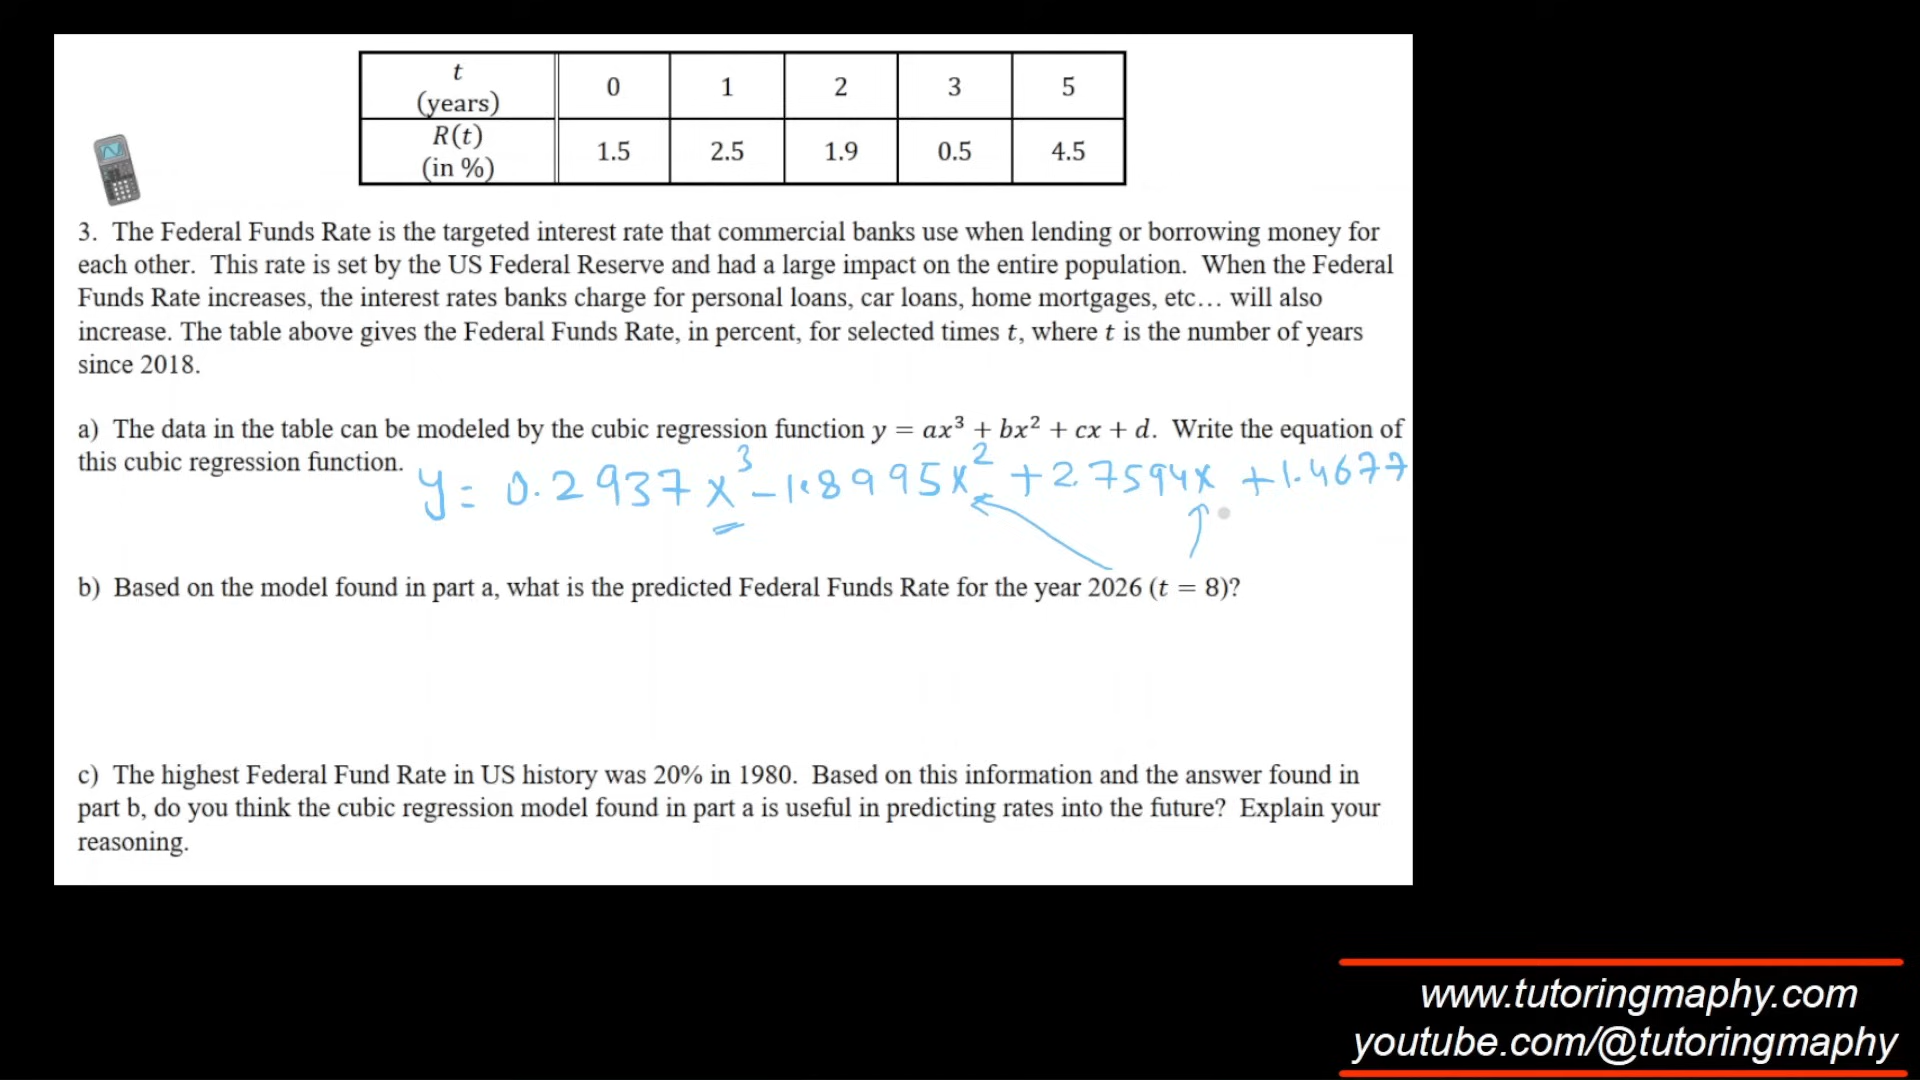 t (years) 0 1 2 3 5
R(t) (in %) 1.5 2.5 1.9 0.5 4.5
3. The Federal Funds Rate is the targeted interest rate that commercial banks use when lending or borrowing money for
each other. This rate is set by the US Federal Reserve and had a large impact on the entire population. When the Federal
Funds Rate increases, the interest rates banks charge for personal loans, car loans, home mortgages, etc… will also
increase. The table above gives the Federal Funds Rate, in percent, for selected times t, where t is the number of years
since 2018.
a) The data in the table can be modeled by the cubic regression function y = ax³ + bx² + cx + d. Write the equation of
this cubic regression function.
y = 0.2937x³ - 1.8995x² + 2.7594x + 1.4677
b) Based on the model found in part a, what is the predicted Federal Funds Rate for the year 2026 (t = 8)?
c) The highest Federal Fund Rate in US history was 20% in 1980. Based on this information and the answer found in
part b, do you think the cubic regression model found in part a is useful in predicting rates into the future? Explain your
reasoning.
www.tutoringmaphy.com
youtube.com/@tutoringmaphy